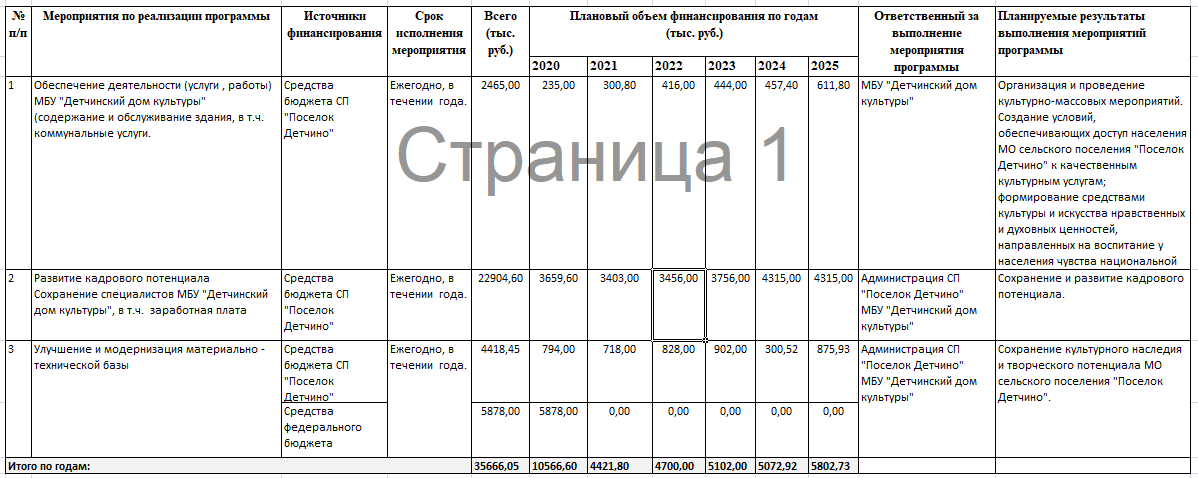 № п/п
Мероприятия по реализации программы
Источники
финансирования
Срок
исполнения
мероприятия
Всего
(тыс.
руб.)
Плановый объем финансирования по годам
(тыс. руб.)
2020 2021 2022 2023 2024 2025
Ответственный за
выполнение
мероприятия
программы
Планируемые результаты
выполнения мероприятий
программы
1
Обеспечение деятельности (услуги , работы)
МБУ "Детчинский дом культуры"
(содержание и обслуживание здания, в т.ч.
коммунальные услуги.
Средства
бюджета СП
"Поселок
Детчино"
Ежегодно, в
течении года.
2465,00 235,00 300,80 416,00 444,00 457,40 611,80
МБУ "Детчинский дом
культуры"
Организация и проведение
культурно-массовых мероприятий.
Создание условий,
обеспечивающих доступ населения
МО сельского поселения "Поселок
Детчино" к качественным
культурным услугам;
формирование средствами
культуры и искусства нравственных
и духовных ценностей,
направленных на воспитание у
населения чувства национальной
Страница 1
2
Развитие кадрового потенциала
Сохранение специалистов МБУ "Детчинский
дом культуры", в т.ч. заработная плата
Средства
бюджета СП
"Поселок
Детчино"
Ежегодно, в
течении года.
22904,60 3659,60 3403,00 3456,00 3756,00 4315,00 4315,00
Администрация СП
"Поселок Детчино"
МБУ "Детчинский дом
культуры"
Сохранение и развитие кадрового
потенциала.
3
Улучшение и модернизация материально -
технической базы
Средства
бюджета СП
"Поселок
Детчино"
Ежегодно, в
течении года.
4418,45 794,00 718,00 828,00 902,00 300,52 875,93
Администрация СП
"Поселок Детчино"
МБУ "Детчинский дом
культуры"
Сохранение культурного наследия
и творческого потенциала МО
сельского поселения "Поселок
Детчино".
Средства
федерального
бюджета
5878,00 5878,00 0,00 0,00 0,00 0,00 0,00
Итого по годам: 35666,05 10566,60 4421,80 4700,00 5102,00 5072,92 5802,73